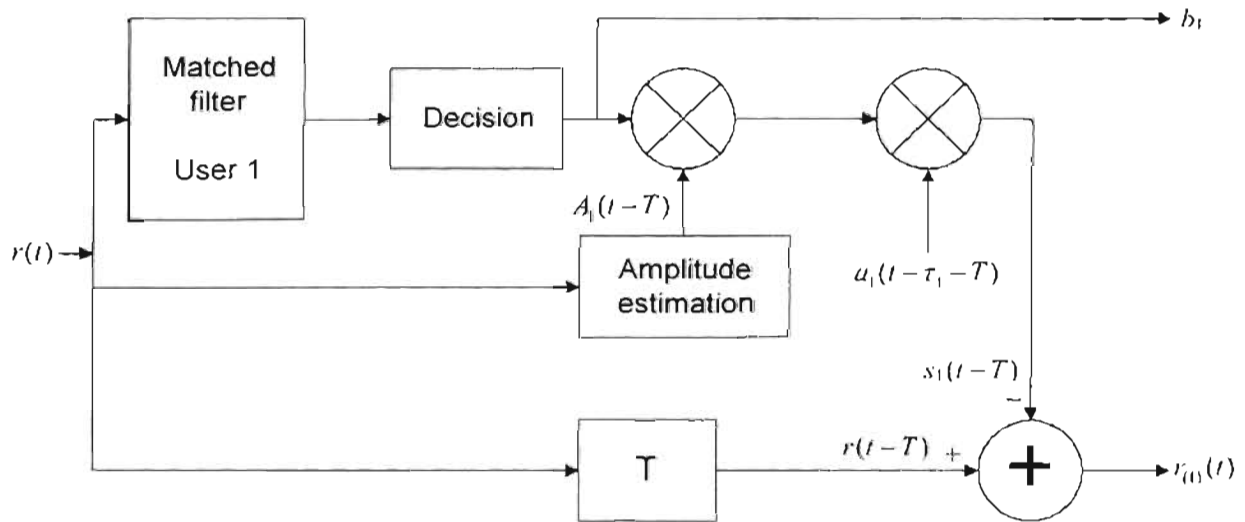 b₁
Matched
filter
User 1
Decision
A₁(t − T)
r(t)
Amplitude
estimation
a₁(t − τ₁ − T)
s₁(t − T)
−
T
r(t − T)
+
+
r₍₁₎(t)